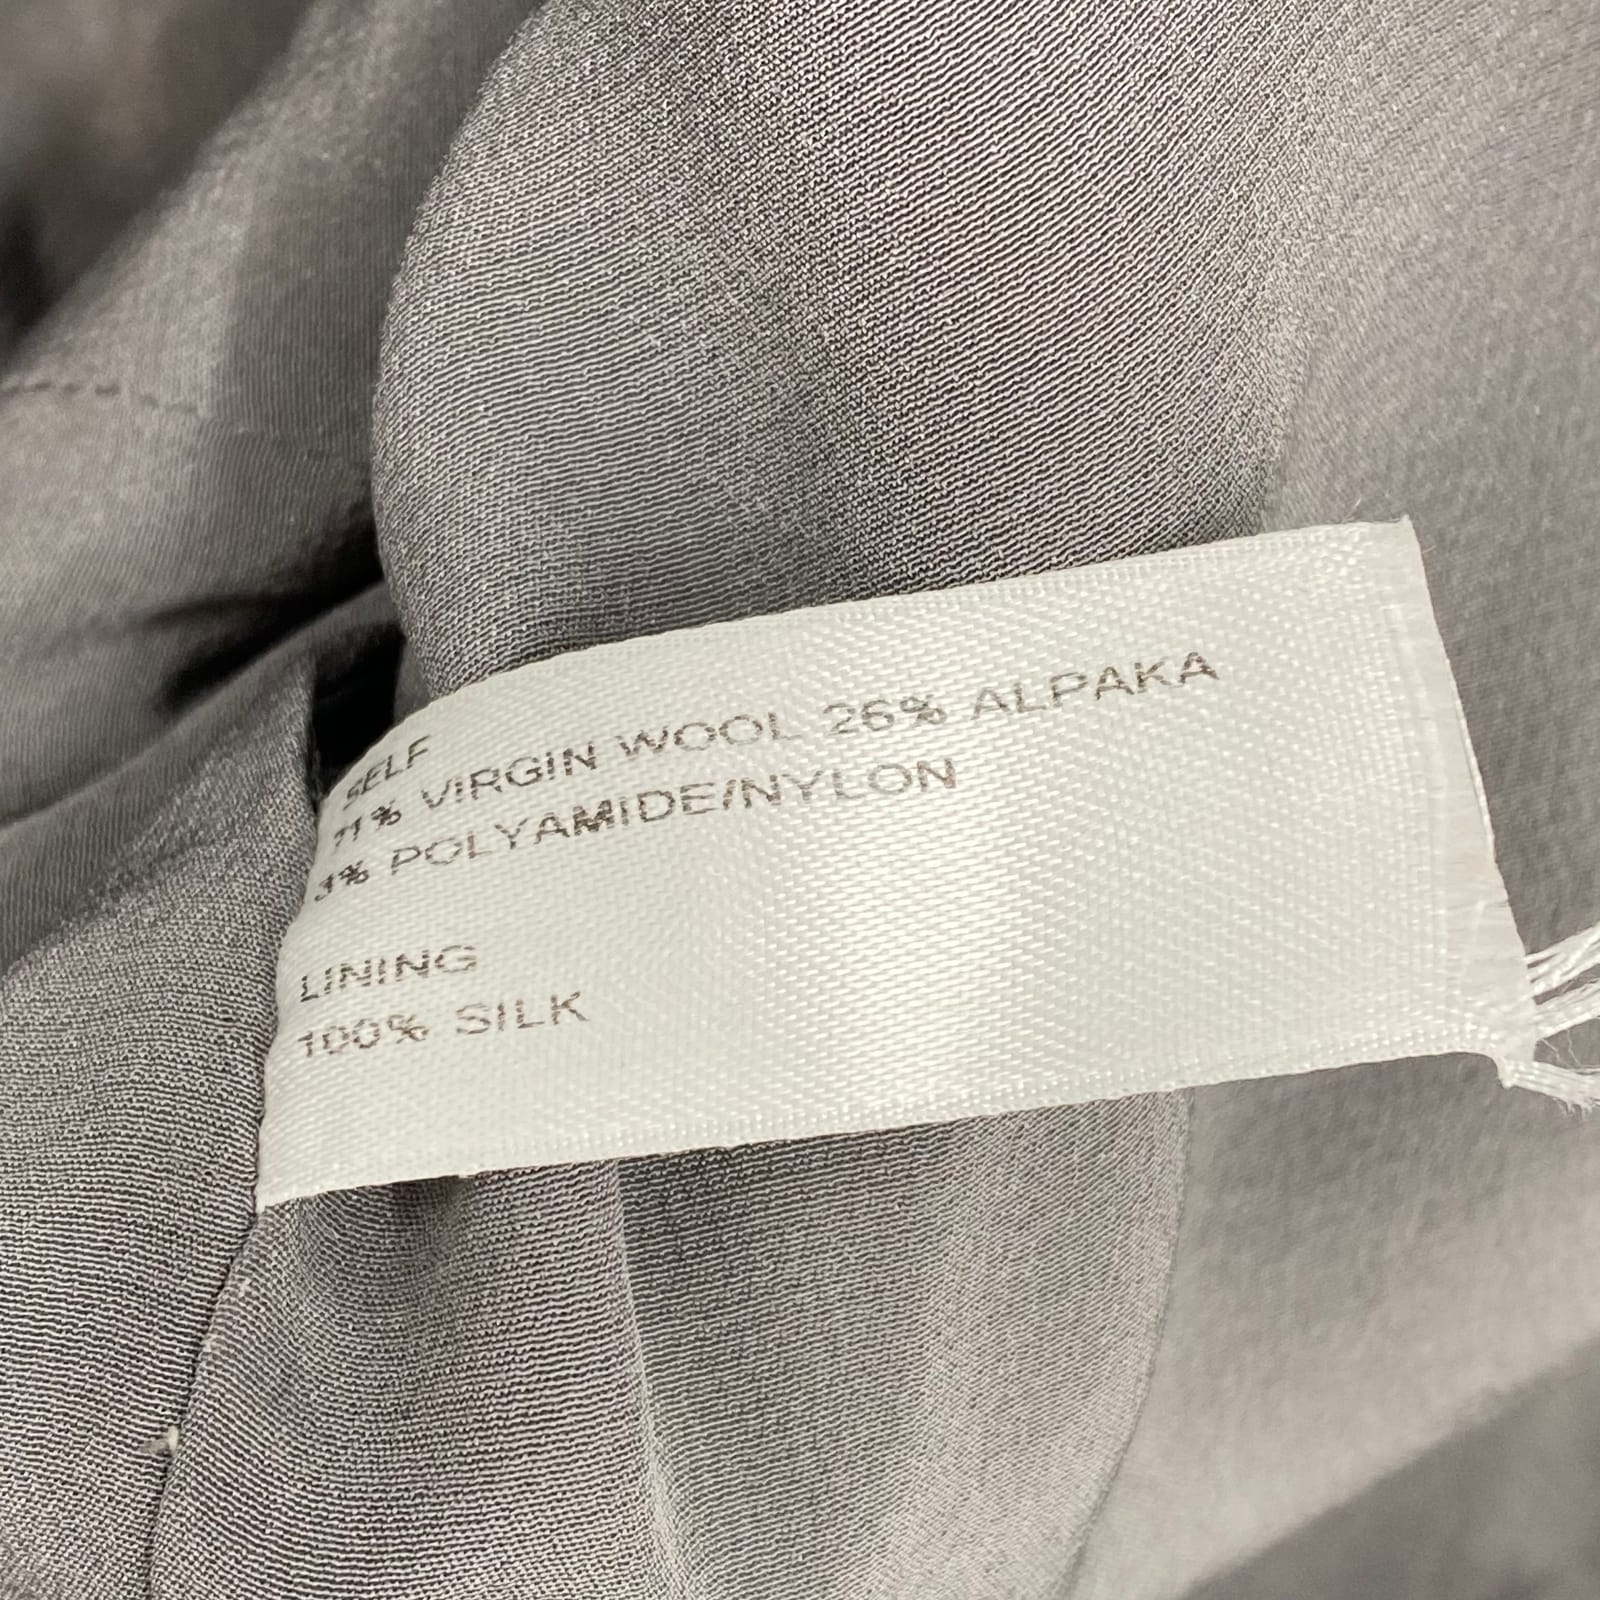 SELF
71% VIRGIN WOOL 26% ALPAKA
3% POLYAMIDE/NYLON
LINING
100% SILK